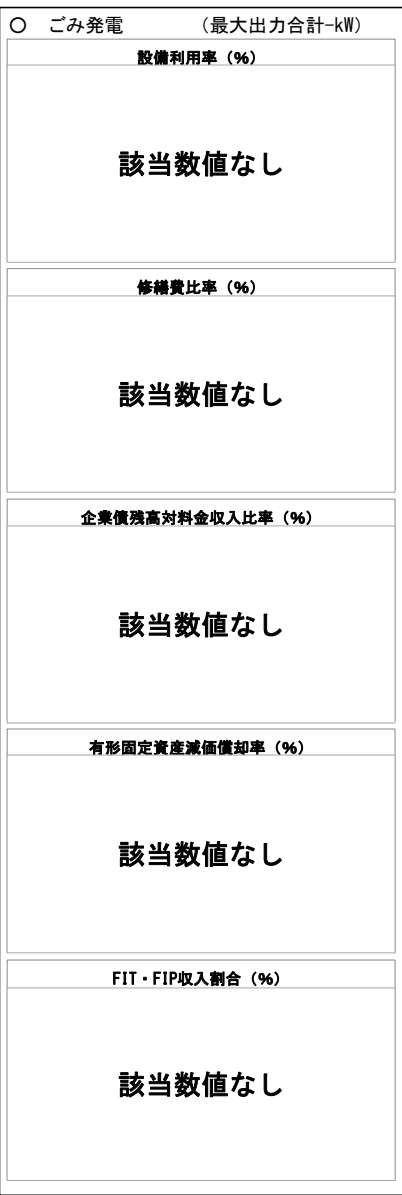 ○ ごみ発電 (最大出力合計-kW)
設備利用率(%)
該当数値なし
修繕費比率(%)
該当数値なし
企業債残高対料金収入比率(%)
該当数値なし
有形固定資産減価償却率(%)
該当数値なし
FIT・FIP収入割合(%)
該当数値なし